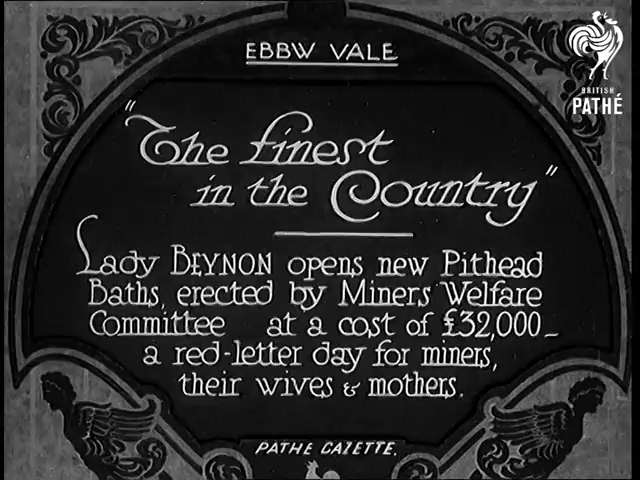 EBBW VALE
BRITISH
PATHÉ
"The finest
in the Country"
Lady BEYNON opens new Pithead
Baths, erected by Miners' Welfare
Committee at a cost of £32,000 _
a red-letter day for miners,
their wives & mothers.
PATHE GAZETTE.